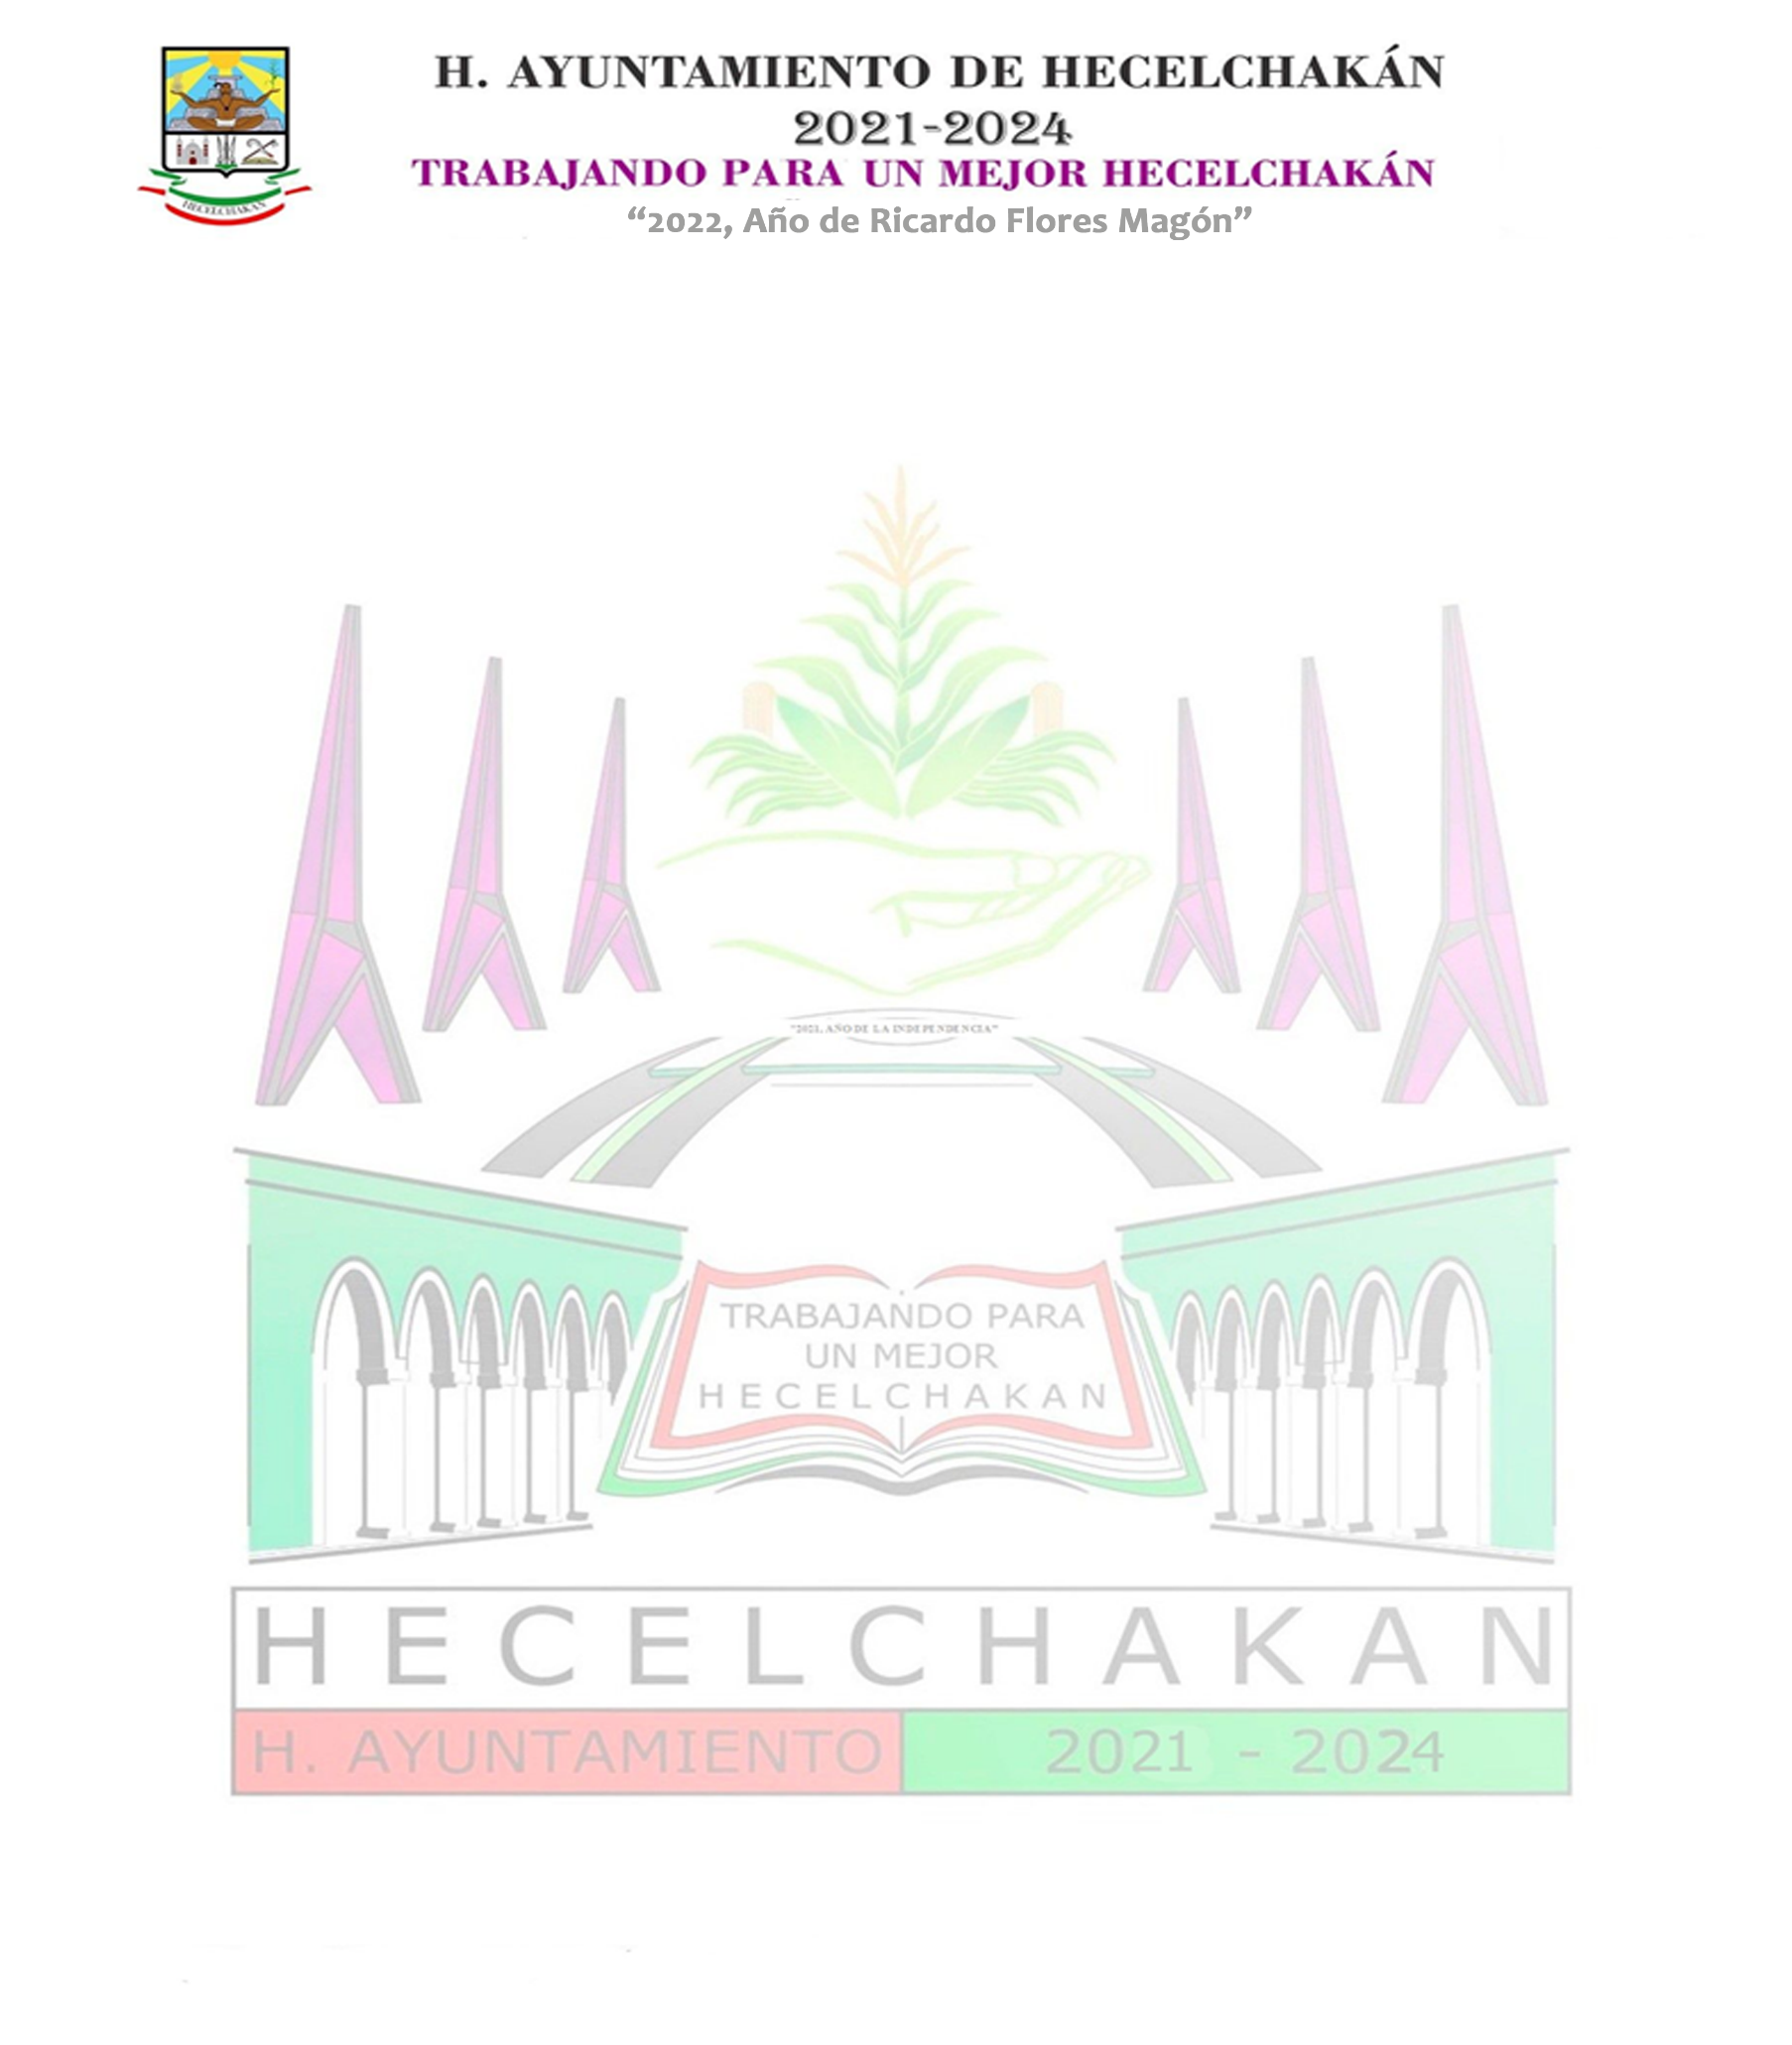 H. AYUNTAMIENTO DE HECELCHAKÁN
2021-2024
TRABAJANDO PARA UN MEJOR HECELCHAKÁN
“2022, Año de Ricardo Flores Magón”
HECELCHAKAN
"2021, AÑO DE LA INDEPENDENCIA"
TRABAJANDO PARA
UN MEJOR
HECELCHAKAN
HECELCHAKAN
H. AYUNTAMIENTO 2021 - 2024